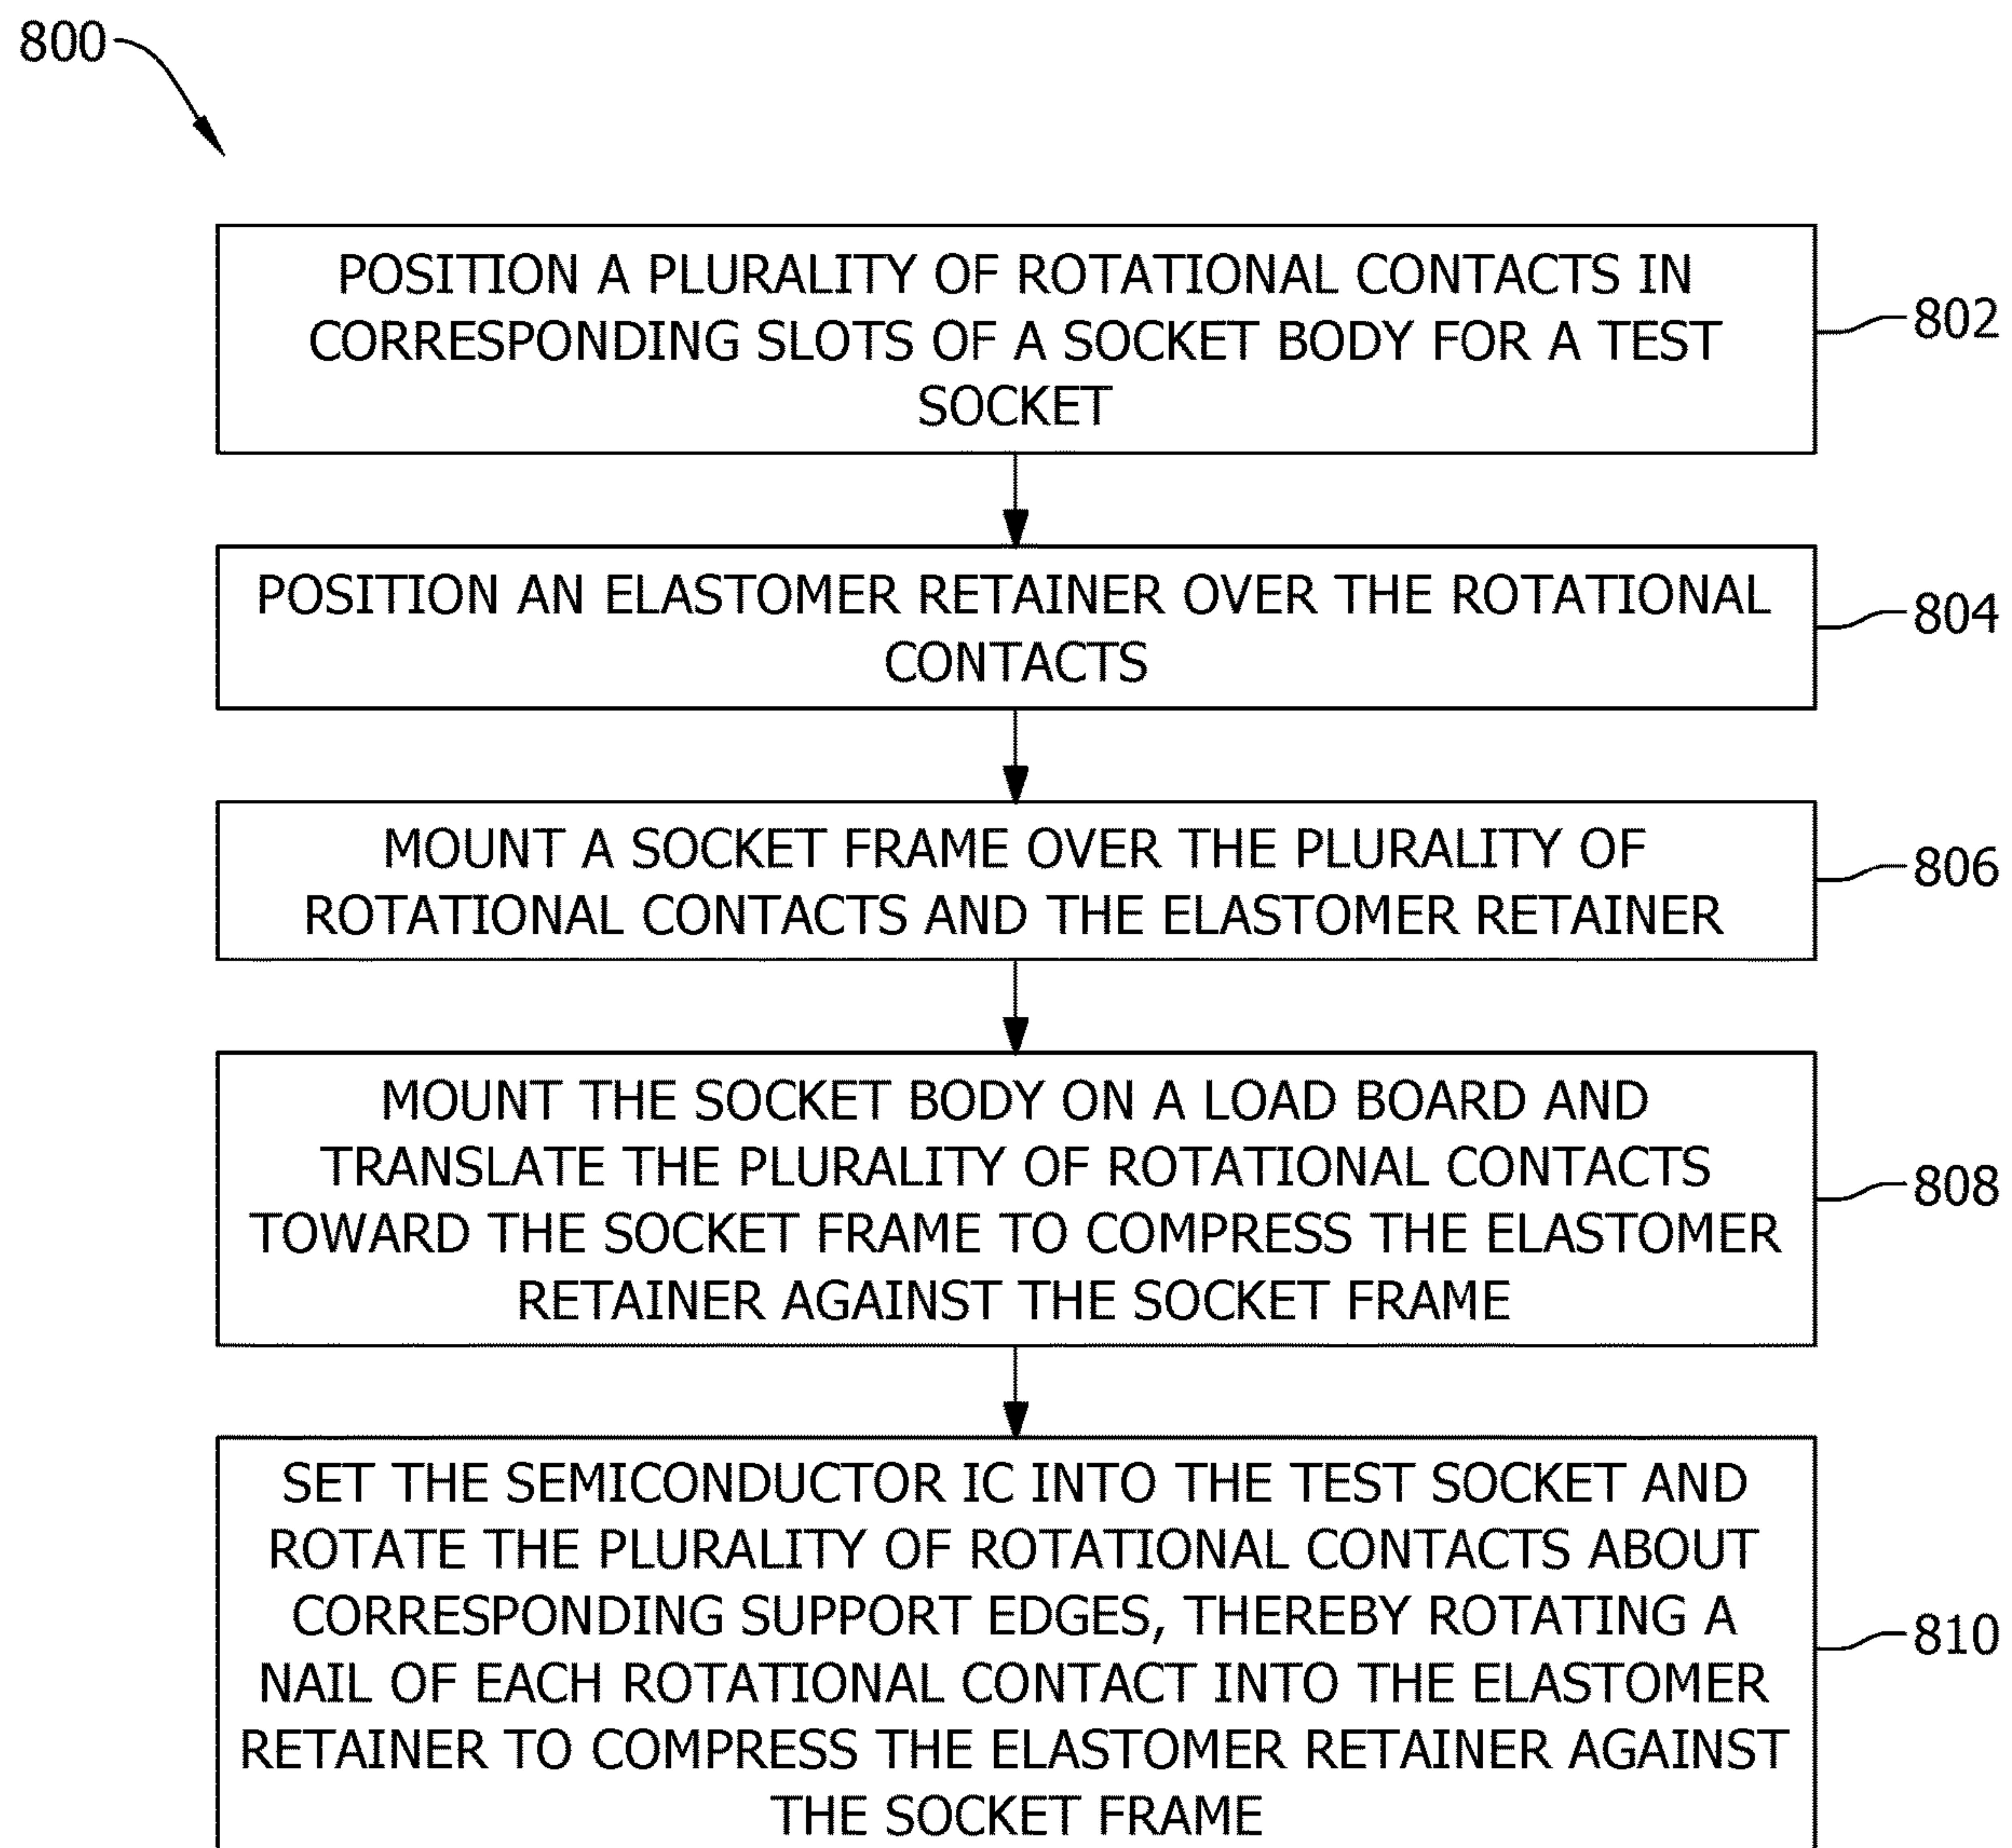 800
POSITION A PLURALITY OF ROTATIONAL CONTACTS IN
CORRESPONDING SLOTS OF A SOCKET BODY FOR A TEST
SOCKET
802
POSITION AN ELASTOMER RETAINER OVER THE ROTATIONAL
CONTACTS
804
MOUNT A SOCKET FRAME OVER THE PLURALITY OF
ROTATIONAL CONTACTS AND THE ELASTOMER RETAINER
806
MOUNT THE SOCKET BODY ON A LOAD BOARD AND
TRANSLATE THE PLURALITY OF ROTATIONAL CONTACTS
TOWARD THE SOCKET FRAME TO COMPRESS THE ELASTOMER
RETAINER AGAINST THE SOCKET FRAME
808
SET THE SEMICONDUCTOR IC INTO THE TEST SOCKET AND
ROTATE THE PLURALITY OF ROTATIONAL CONTACTS ABOUT
CORRESPONDING SUPPORT EDGES, THEREBY ROTATING A
NAIL OF EACH ROTATIONAL CONTACT INTO THE ELASTOMER
RETAINER TO COMPRESS THE ELASTOMER RETAINER AGAINST
THE SOCKET FRAME
810